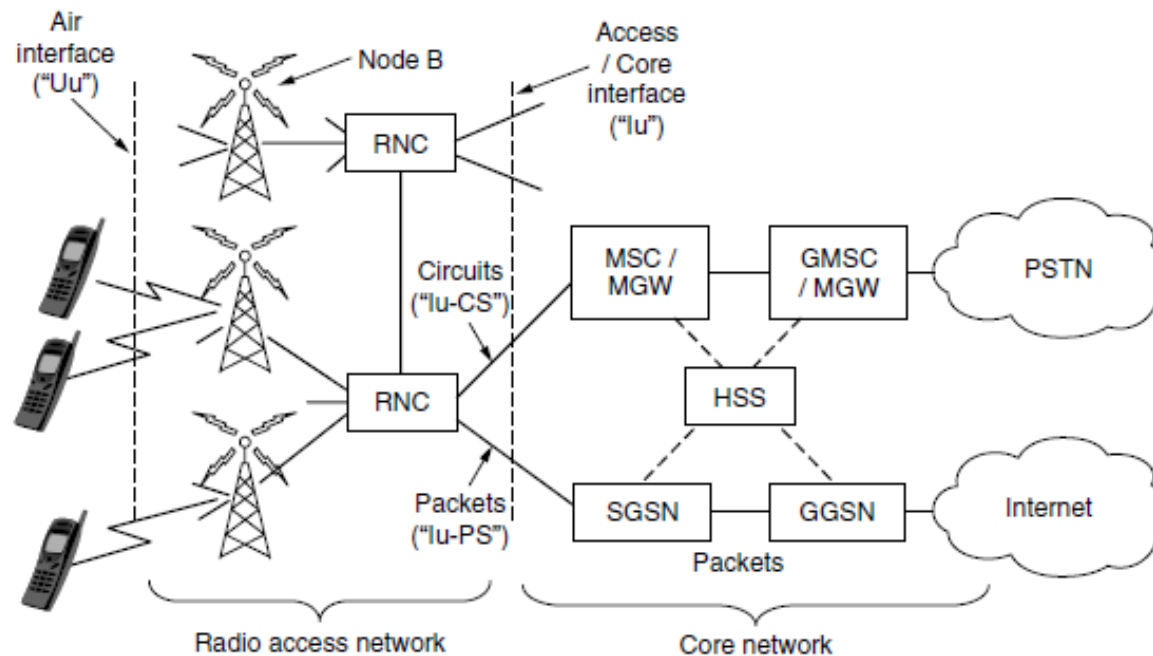 Air
interface
(“Uu”)
Node B
Access
/ Core
interface
(“Iu”)
RNC
MSC /
MGW
GMSC
/ MGW
PSTN
Circuits
(“Iu-CS”)
RNC
HSS
Packets
(“Iu-PS”)
SGSN
GGSN
Internet
Packets
Radio access network
Core network